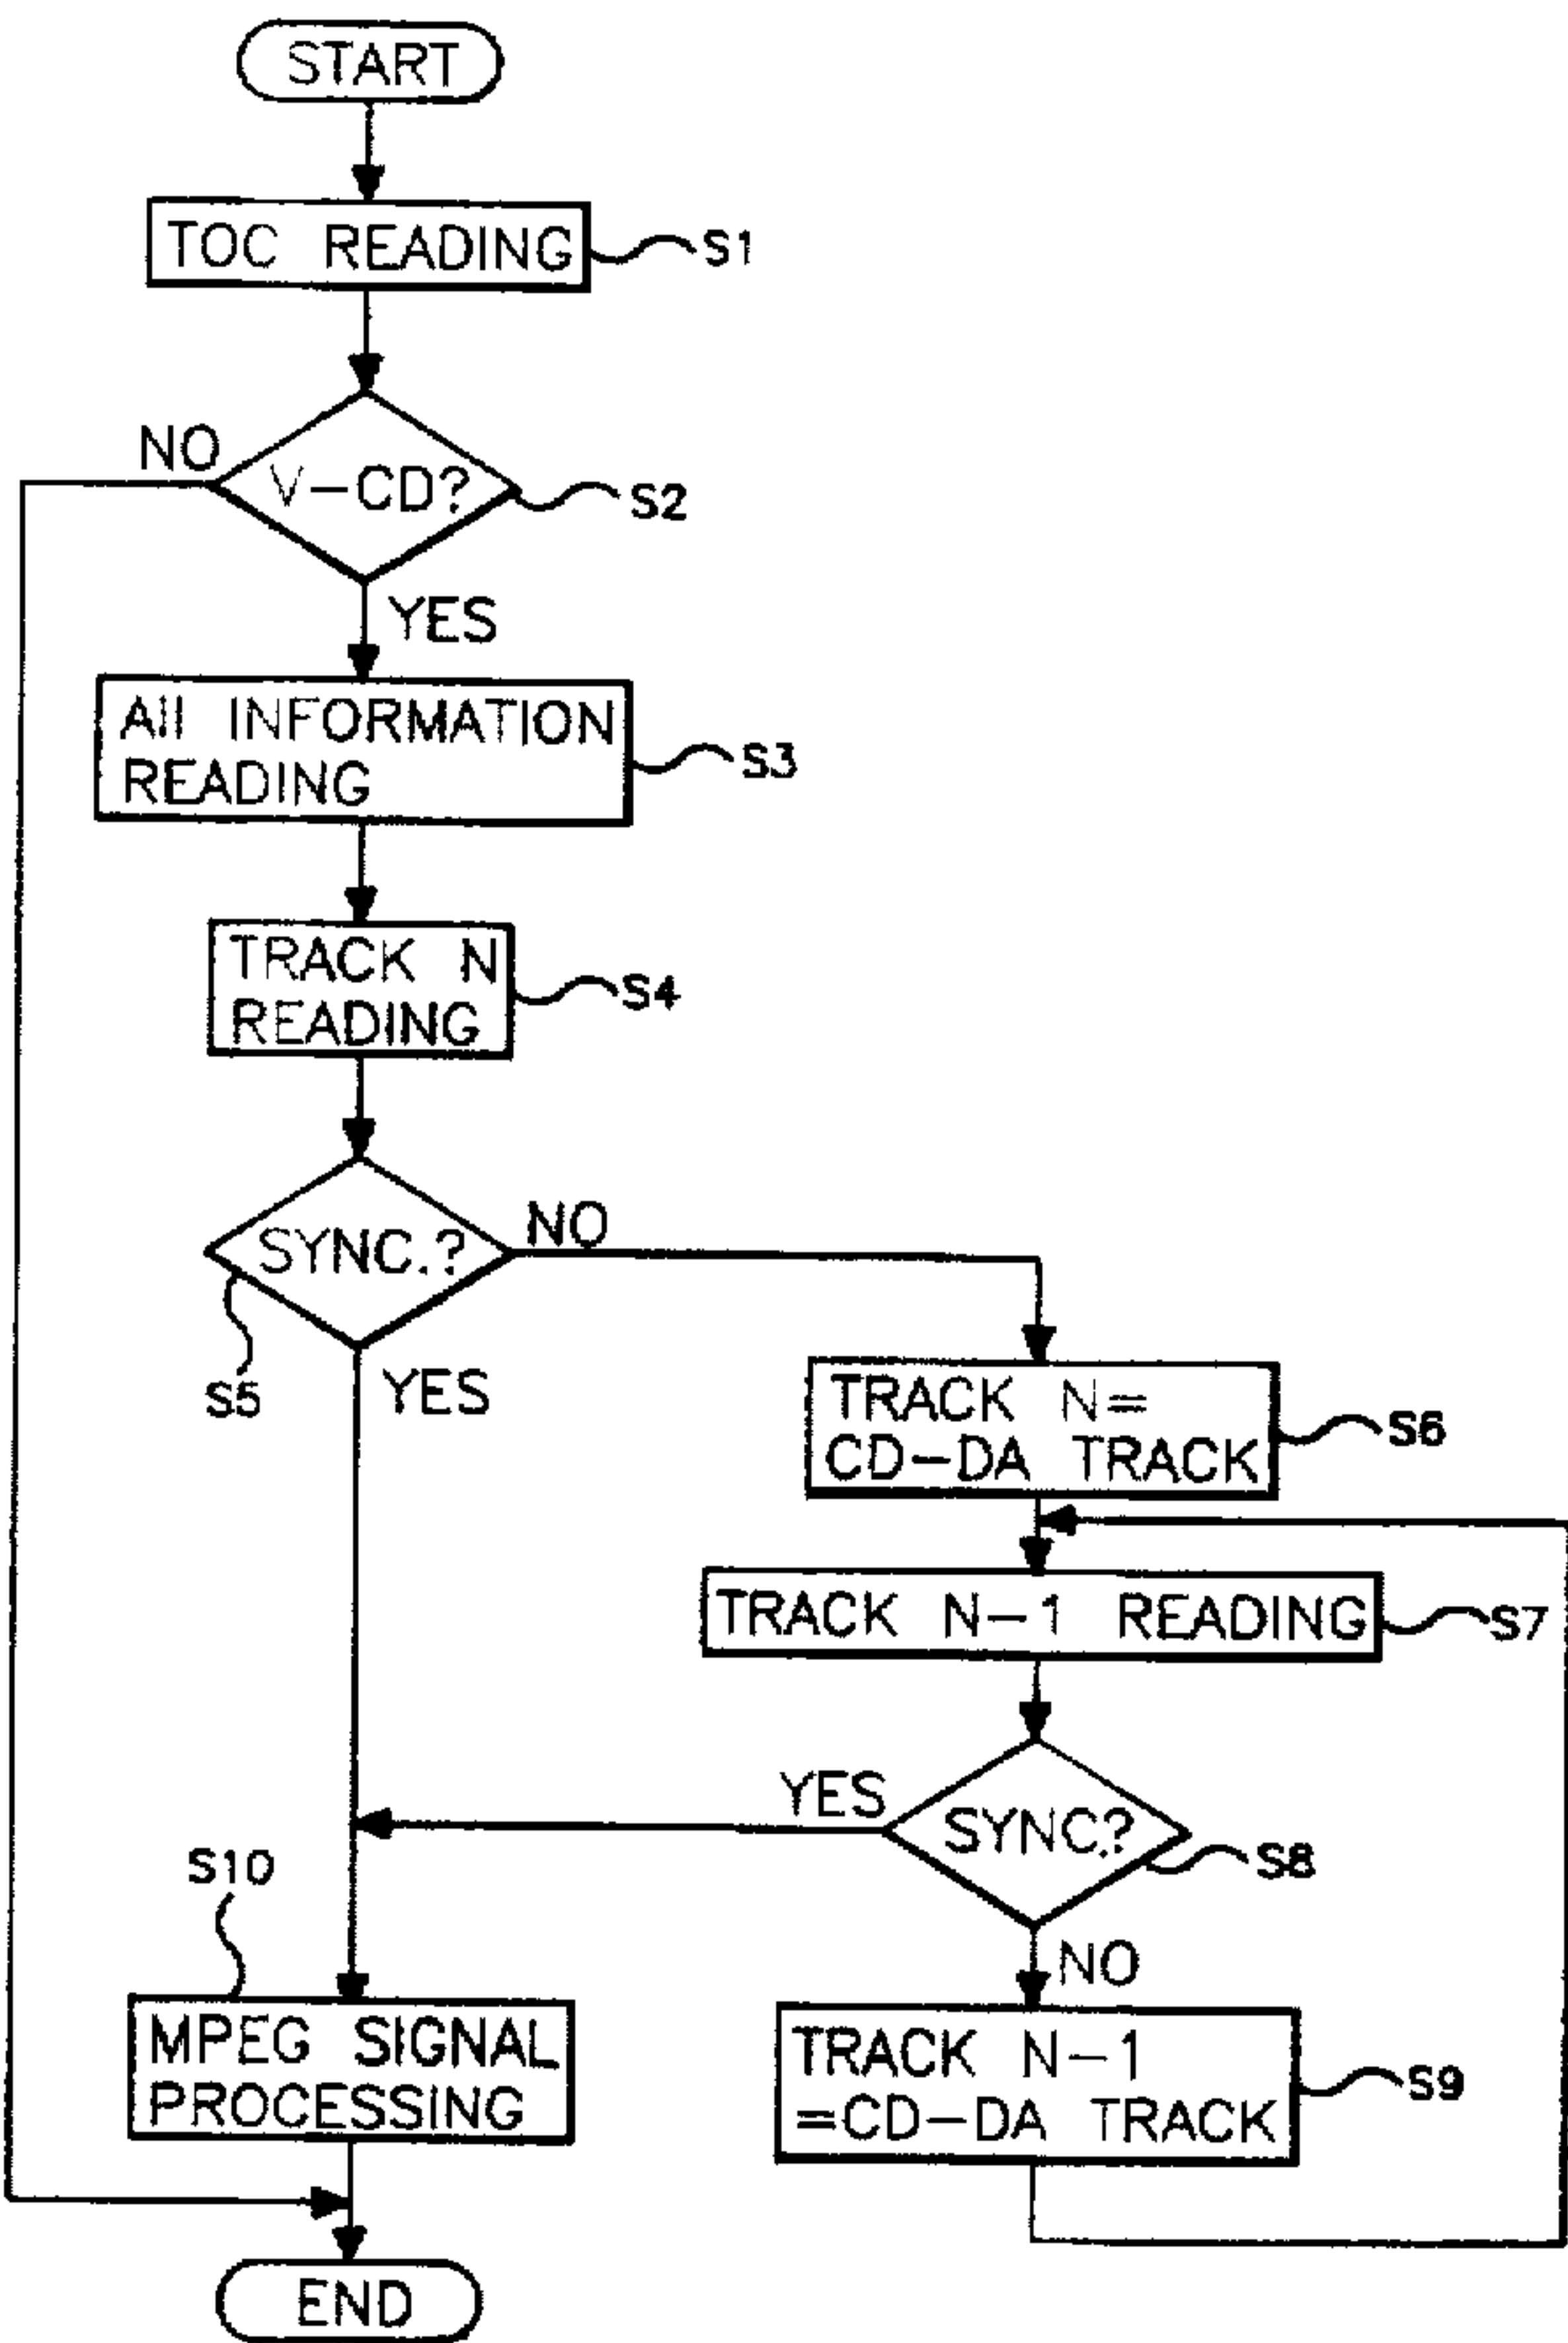 START
TOC READING
S1
NO
V-CD?
S2
YES
All INFORMATION
READING
S3
TRACK N
READING
S4
SYNC.?
NO
S5
YES
TRACK N=
CD-DA TRACK
S6
TRACK N-1 READING
S7
YES
SYNC.?
S8
S10
NO
MPEG SIGNAL
PROCESSING
TRACK N-1
=CD-DA TRACK
S9
END